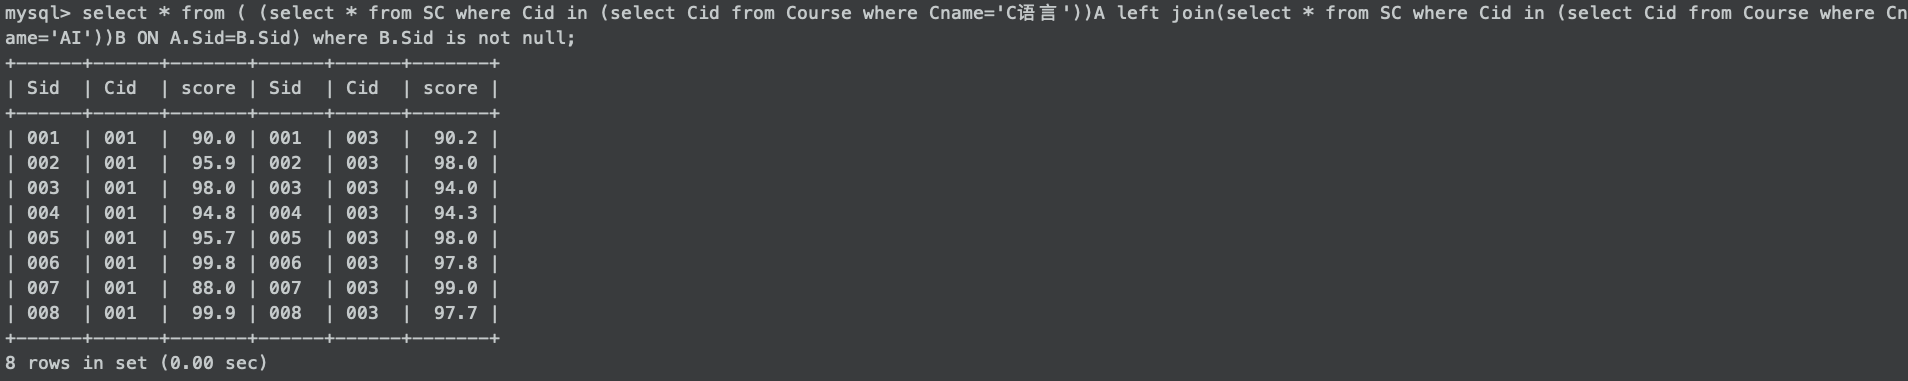 mysql> select * from ( (select * from SC where Cid in (select Cid from Course where Cname='C语言'))A left join(select * from SC where Cid in (select Cid from Course where Cn
ame='AI'))B ON A.Sid=B.Sid) where B.Sid is not null;
+------+------+-------+------+------+-------+
| Sid  | Cid  | score | Sid  | Cid  | score |
+------+------+-------+------+------+-------+
| 001  | 001  |  90.0 | 001  | 003  |  90.2 |
| 002  | 001  |  95.9 | 002  | 003  |  98.0 |
| 003  | 001  |  98.0 | 003  | 003  |  94.0 |
| 004  | 001  |  94.8 | 004  | 003  |  94.3 |
| 005  | 001  |  95.7 | 005  | 003  |  98.0 |
| 006  | 001  |  99.8 | 006  | 003  |  97.8 |
| 007  | 001  |  88.0 | 007  | 003  |  99.0 |
| 008  | 001  |  99.9 | 008  | 003  |  97.7 |
+------+------+-------+------+------+-------+
8 rows in set (0.00 sec)